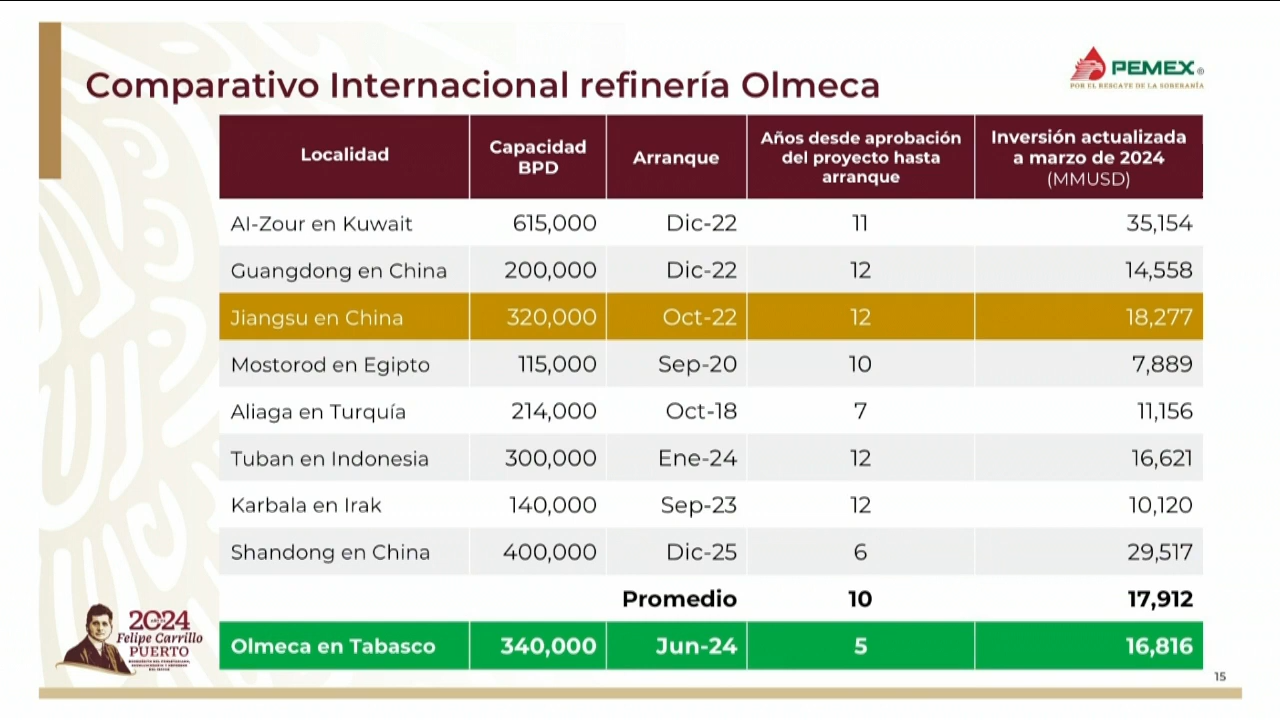 Comparativo Internacional refinería Olmeca
PEMEX®
POR EL RESCATE DE LA SOBERANÍA
Localidad Capacidad BPD Arranque Años desde aprobación del proyecto hasta arranque Inversión actualizada a marzo de 2024 (MMUSD)
Al-Zour en Kuwait 615,000 Dic-22 11 35,154
Guangdong en China 200,000 Dic-22 12 14,558
Jiangsu en China 320,000 Oct-22 12 18,277
Mostorod en Egipto 115,000 Sep-20 10 7,889
Aliaga en Turquía 214,000 Oct-18 7 11,156
Tuban en Indonesia 300,000 Ene-24 12 16,621
Karbala en Irak 140,000 Sep-23 12 10,120
Shandong en China 400,000 Dic-25 6 29,517
Promedio 10 17,912
Olmeca en Tabasco 340,000 Jun-24 5 16,816
2024
Felipe Carrillo
PUERTO
15